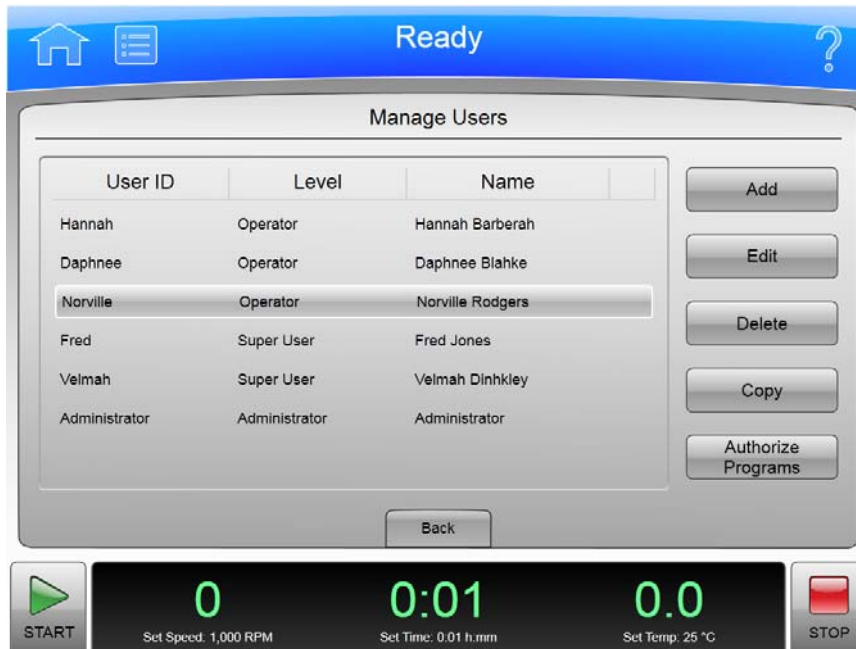 Ready
?
Manage Users
User ID Level Name
Hannah Operator Hannah Barberah
Daphnee Operator Daphnee Blahke
Norville Operator Norville Rodgers
Fred Super User Fred Jones
Velmah Super User Velmah Dinhkley
Administrator Administrator Administrator
Add
Edit
Delete
Copy
Authorize
Programs
Back
START
0
Set Speed: 1,000 RPM
0:01
Set Time: 0:01 h:mm
0.0
Set Temp: 25 °C
STOP